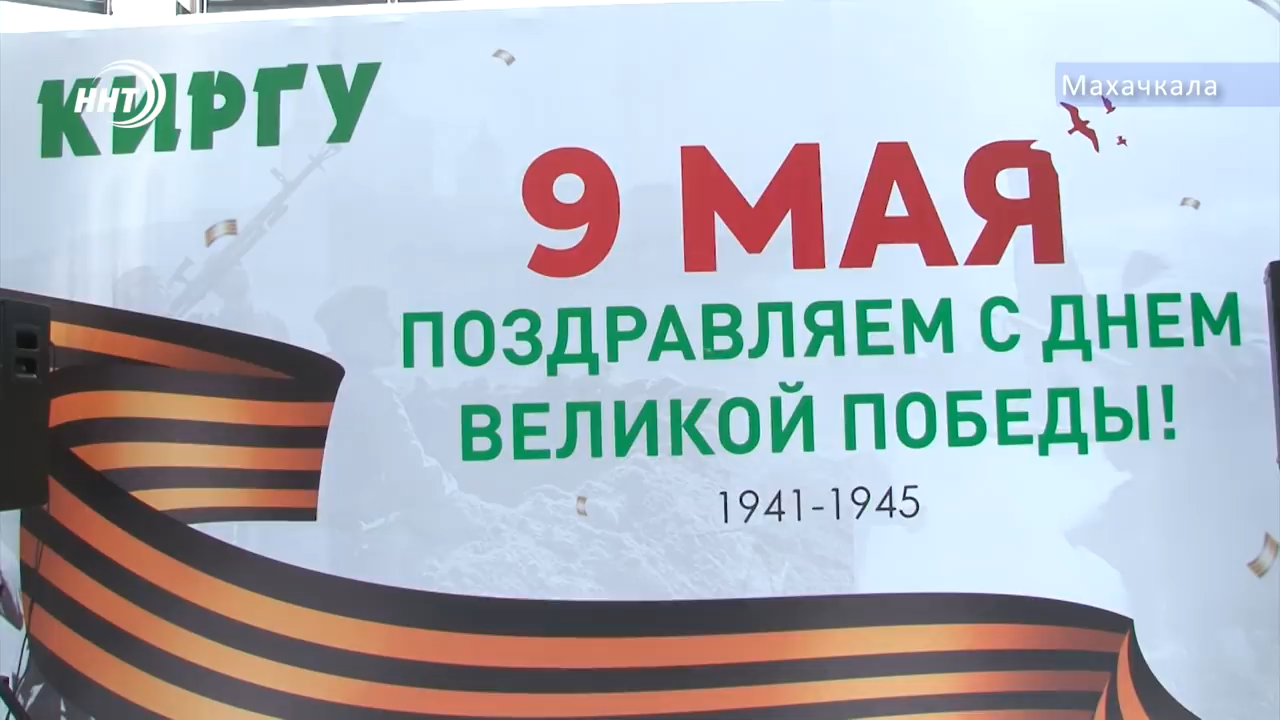 КИРГУ
ННТ
Махачкала
9 МАЯ
ПОЗДРАВЛЯЕМ С ДНЕМ
ВЕЛИКОЙ ПОБЕДЫ!
1941-1945